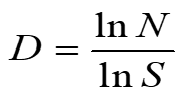 D = ln N / ln S